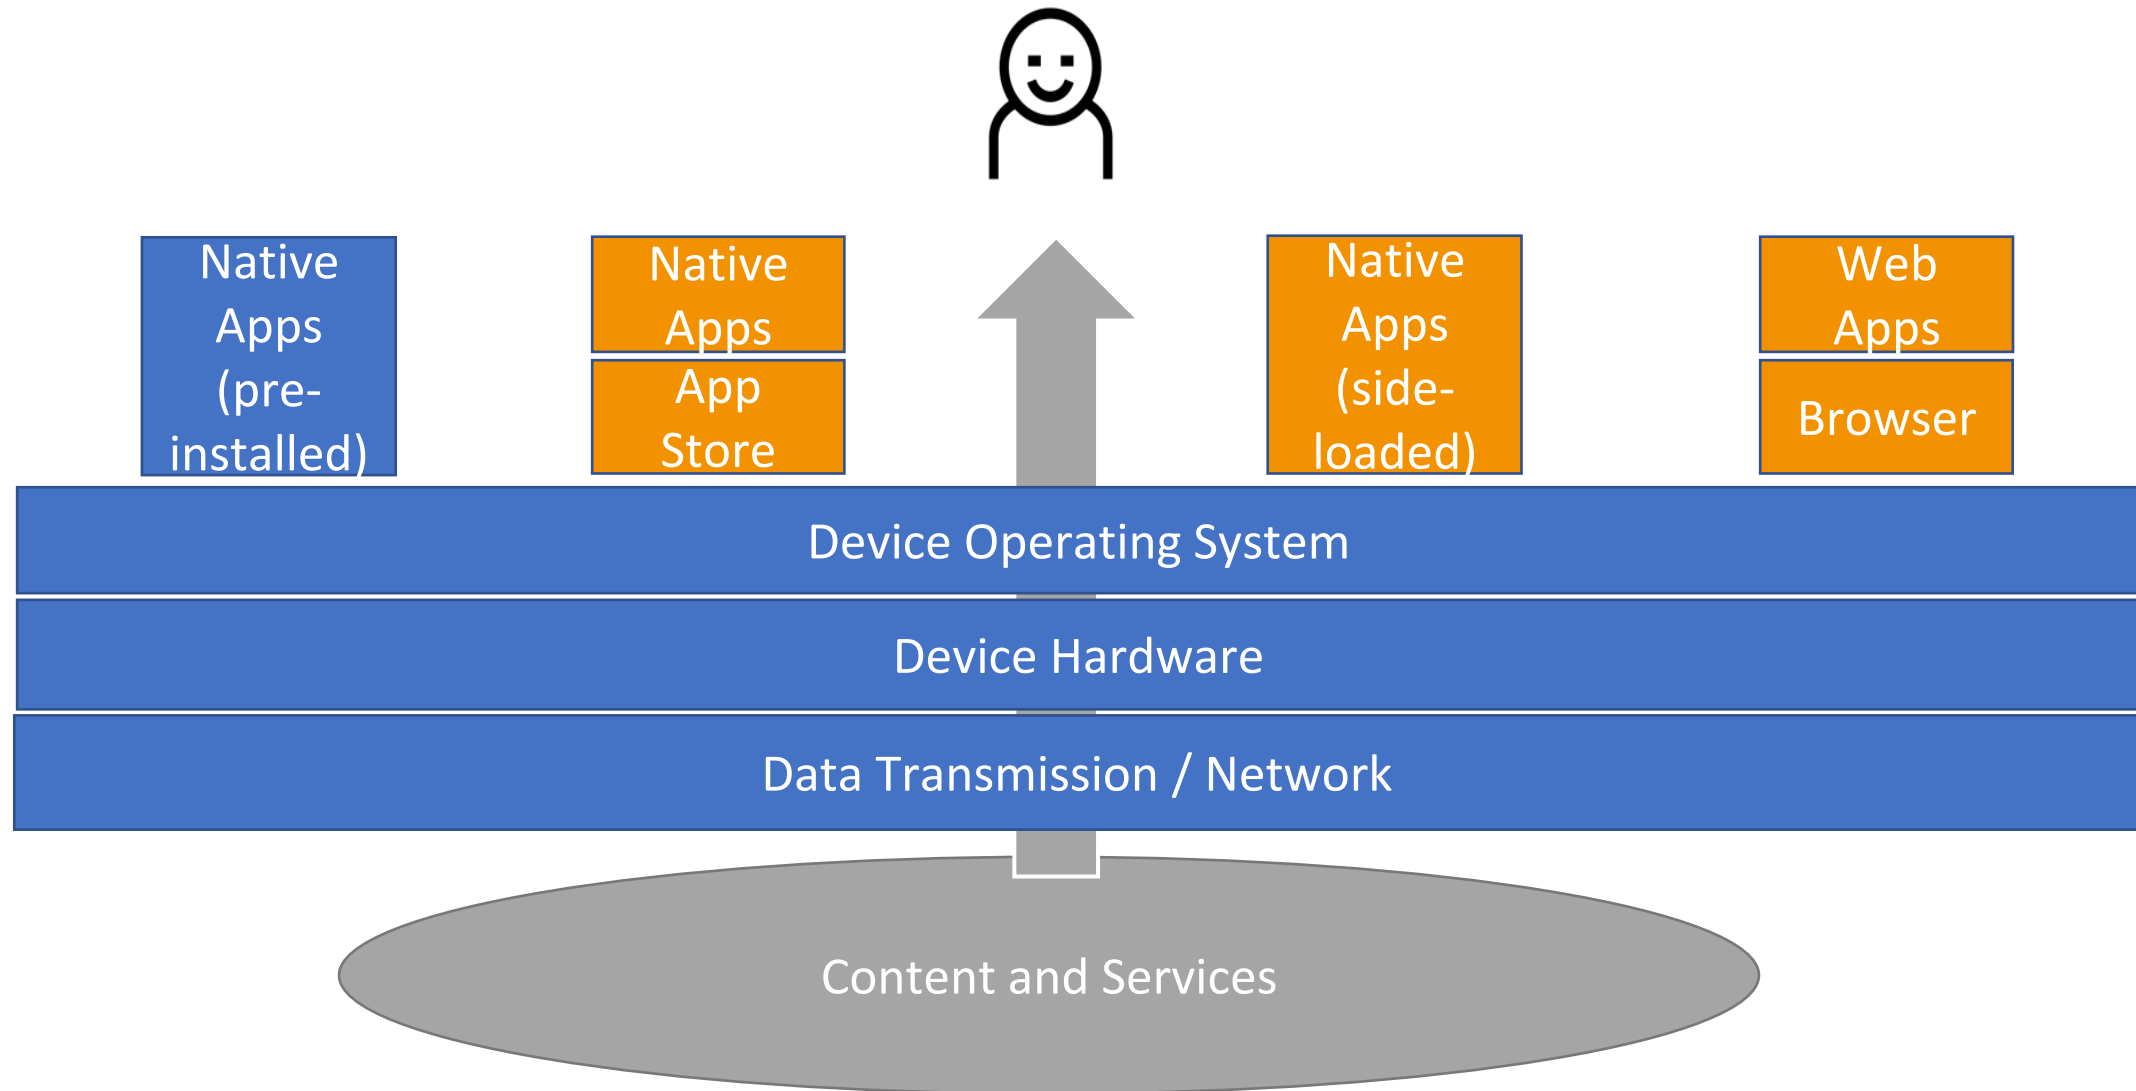 Native
Apps
(pre-
installed)
Native
Apps
App
Store
Native
Apps
(side-
loaded)
Web
Apps
Browser
Device Operating System
Device Hardware
Data Transmission / Network
Content and Services